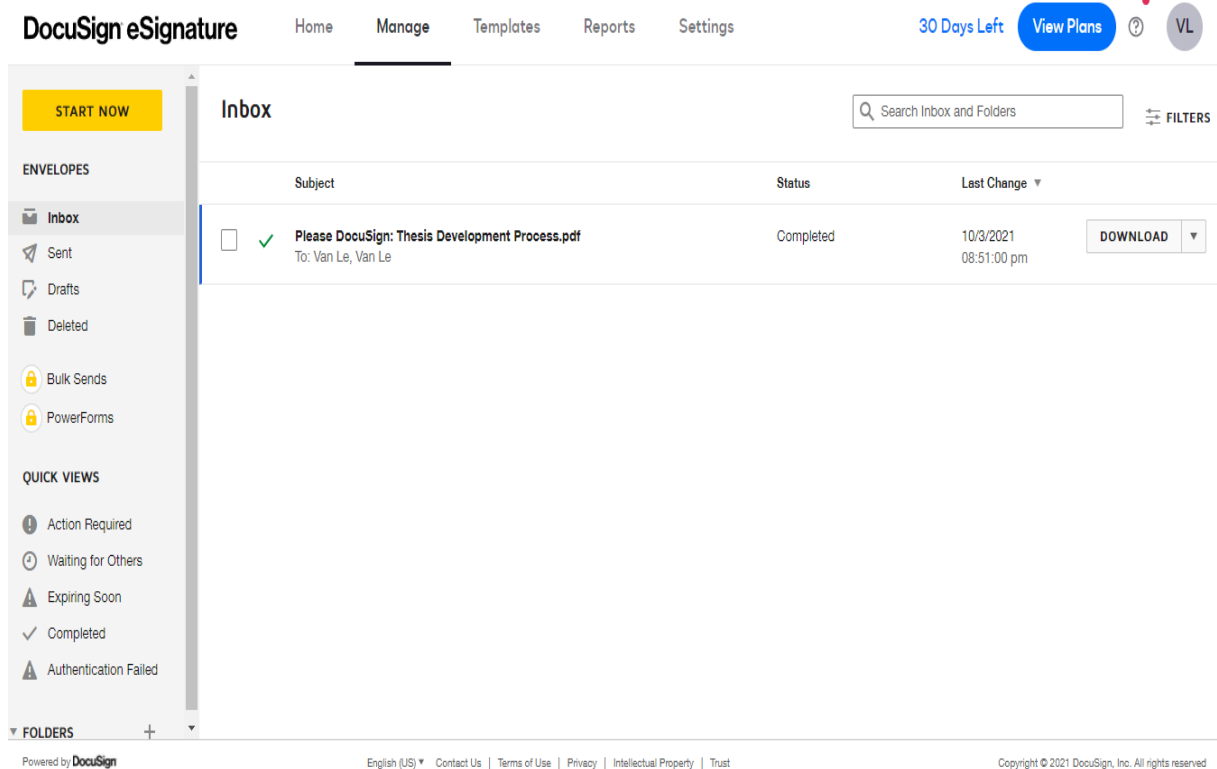 DocuSign eSignature
Home Manage Templates Reports Settings
30 Days Left View Plans VL
START NOW
ENVELOPES
Inbox
Sent
Drafts
Deleted
Bulk Sends
PowerForms
QUICK VIEWS
Action Required
Waiting for Others
Expiring Soon
Completed
Authentication Failed
FOLDERS
Inbox
Search Inbox and Folders
FILTERS
Subject Status Last Change
Please DocuSign: Thesis Development Process.pdf Completed 10/3/2021 DOWNLOAD
To: Van Le, Van Le 08:51:00 pm
Powered by DocuSign English (US) Contact Us | Terms of Use | Privacy | Intellectual Property | Trust Copyright © 2021 DocuSign, Inc. All rights reserved